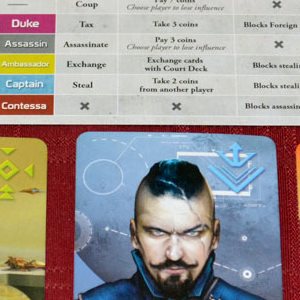 Coup
Choose player to lose influence
Duke Tax Take 3 coins Blocks Foreign
Assassin Assassinate Pay 3 coins
Choose player to lose influence
Ambassador Exchange Exchange cards
with Court Deck Blocks steali
Captain Steal Take 2 coins
from another player Blocks steali
Contessa Blocks assassin